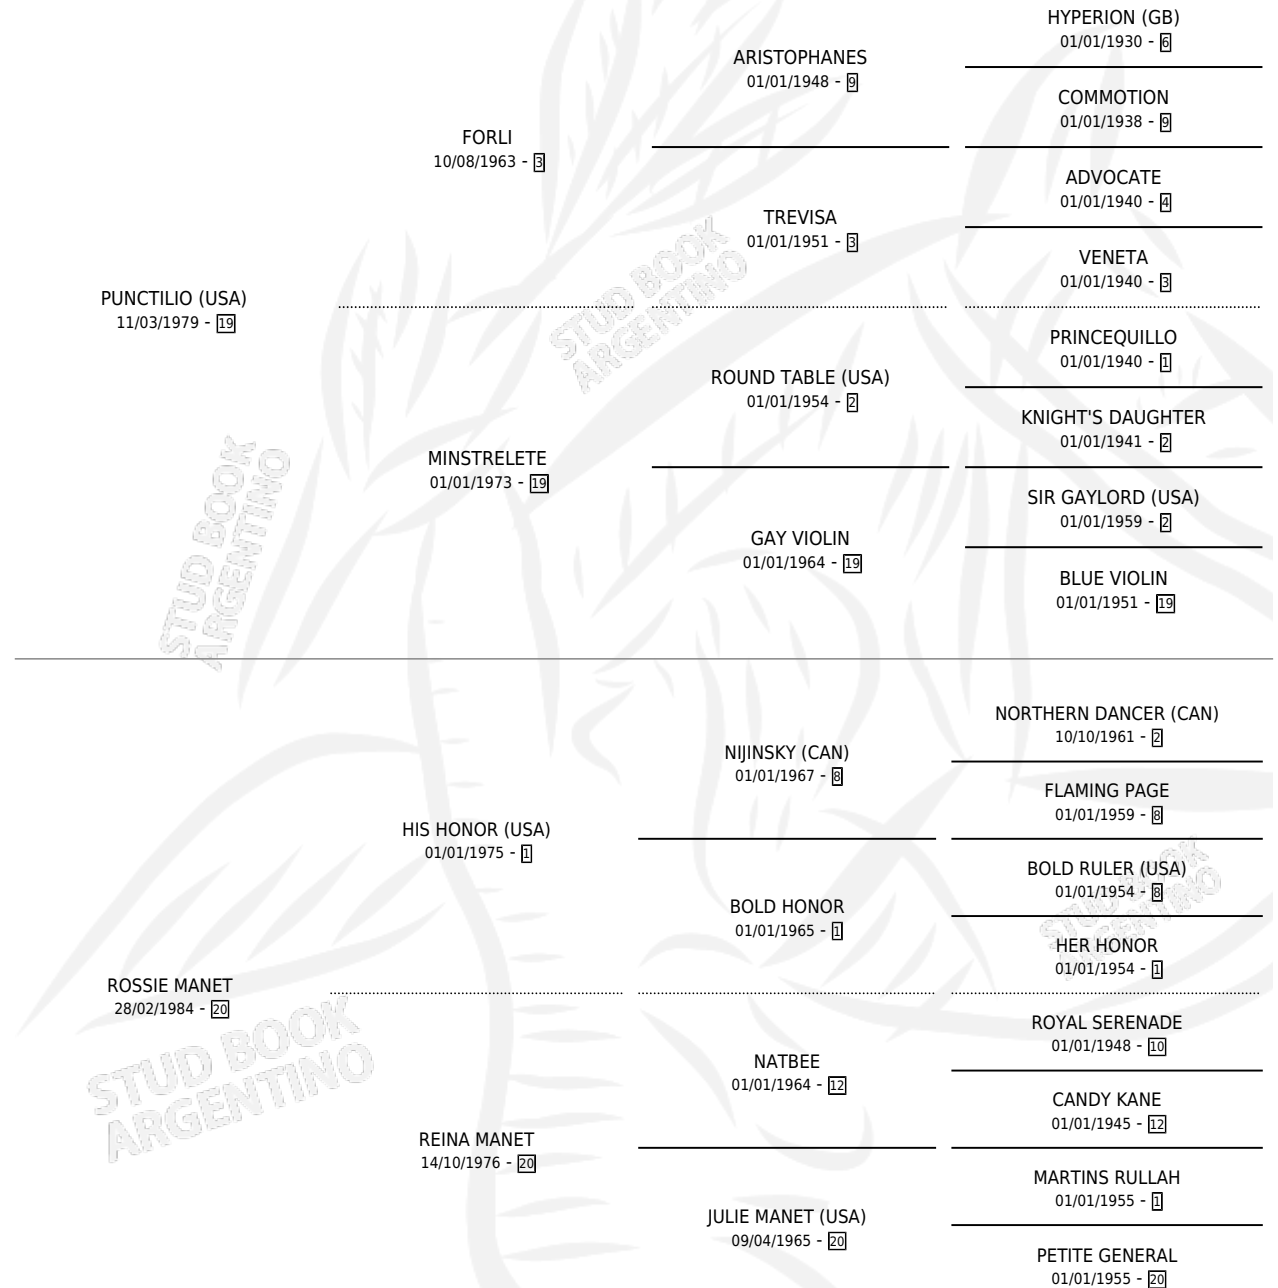 HYPERION (GB)
01/01/1930 - 6
ARISTOPHANES
01/01/1948 - 9
COMMOTION
01/01/1938 - 9
FORLI
10/08/1963 - 3
ADVOCATE
01/01/1940 - 4
TREVISA
01/01/1951 - 3
VENETA
01/01/1940 - 3
PUNCTILIO (USA)
11/03/1979 - 19
PRINCEQUILLO
01/01/1940 - 1
ROUND TABLE (USA)
01/01/1954 - 2
KNIGHT'S DAUGHTER
01/01/1941 - 2
MINSTRELETE
01/01/1973 - 19
SIR GAYLORD (USA)
01/01/1959 - 2
GAY VIOLIN
01/01/1964 - 19
BLUE VIOLIN
01/01/1951 - 19
NORTHERN DANCER (CAN)
10/10/1961 - 2
NIJINSKY (CAN)
01/01/1967 - 8
FLAMING PAGE
01/01/1959 - 8
HIS HONOR (USA)
01/01/1975 - 1
BOLD RULER (USA)
01/01/1954 - 8
BOLD HONOR
01/01/1965 - 1
HER HONOR
01/01/1954 - 1
ROSSIE MANET
28/02/1984 - 20
ROYAL SERENADE
01/01/1948 - 10
NATBEE
01/01/1964 - 12
CANDY KANE
01/01/1945 - 12
REINA MANET
14/10/1976 - 20
MARTINS RULLAH
01/01/1955 - 1
JULIE MANET (USA)
09/04/1965 - 20
PETITE GENERAL
01/01/1955 - 20
STUD BOOK
ARGENTINO
STUD BOOK
ARGENTINO
STUD BOOK
ARGENTINO
STUD BOOK
ARGENTINO